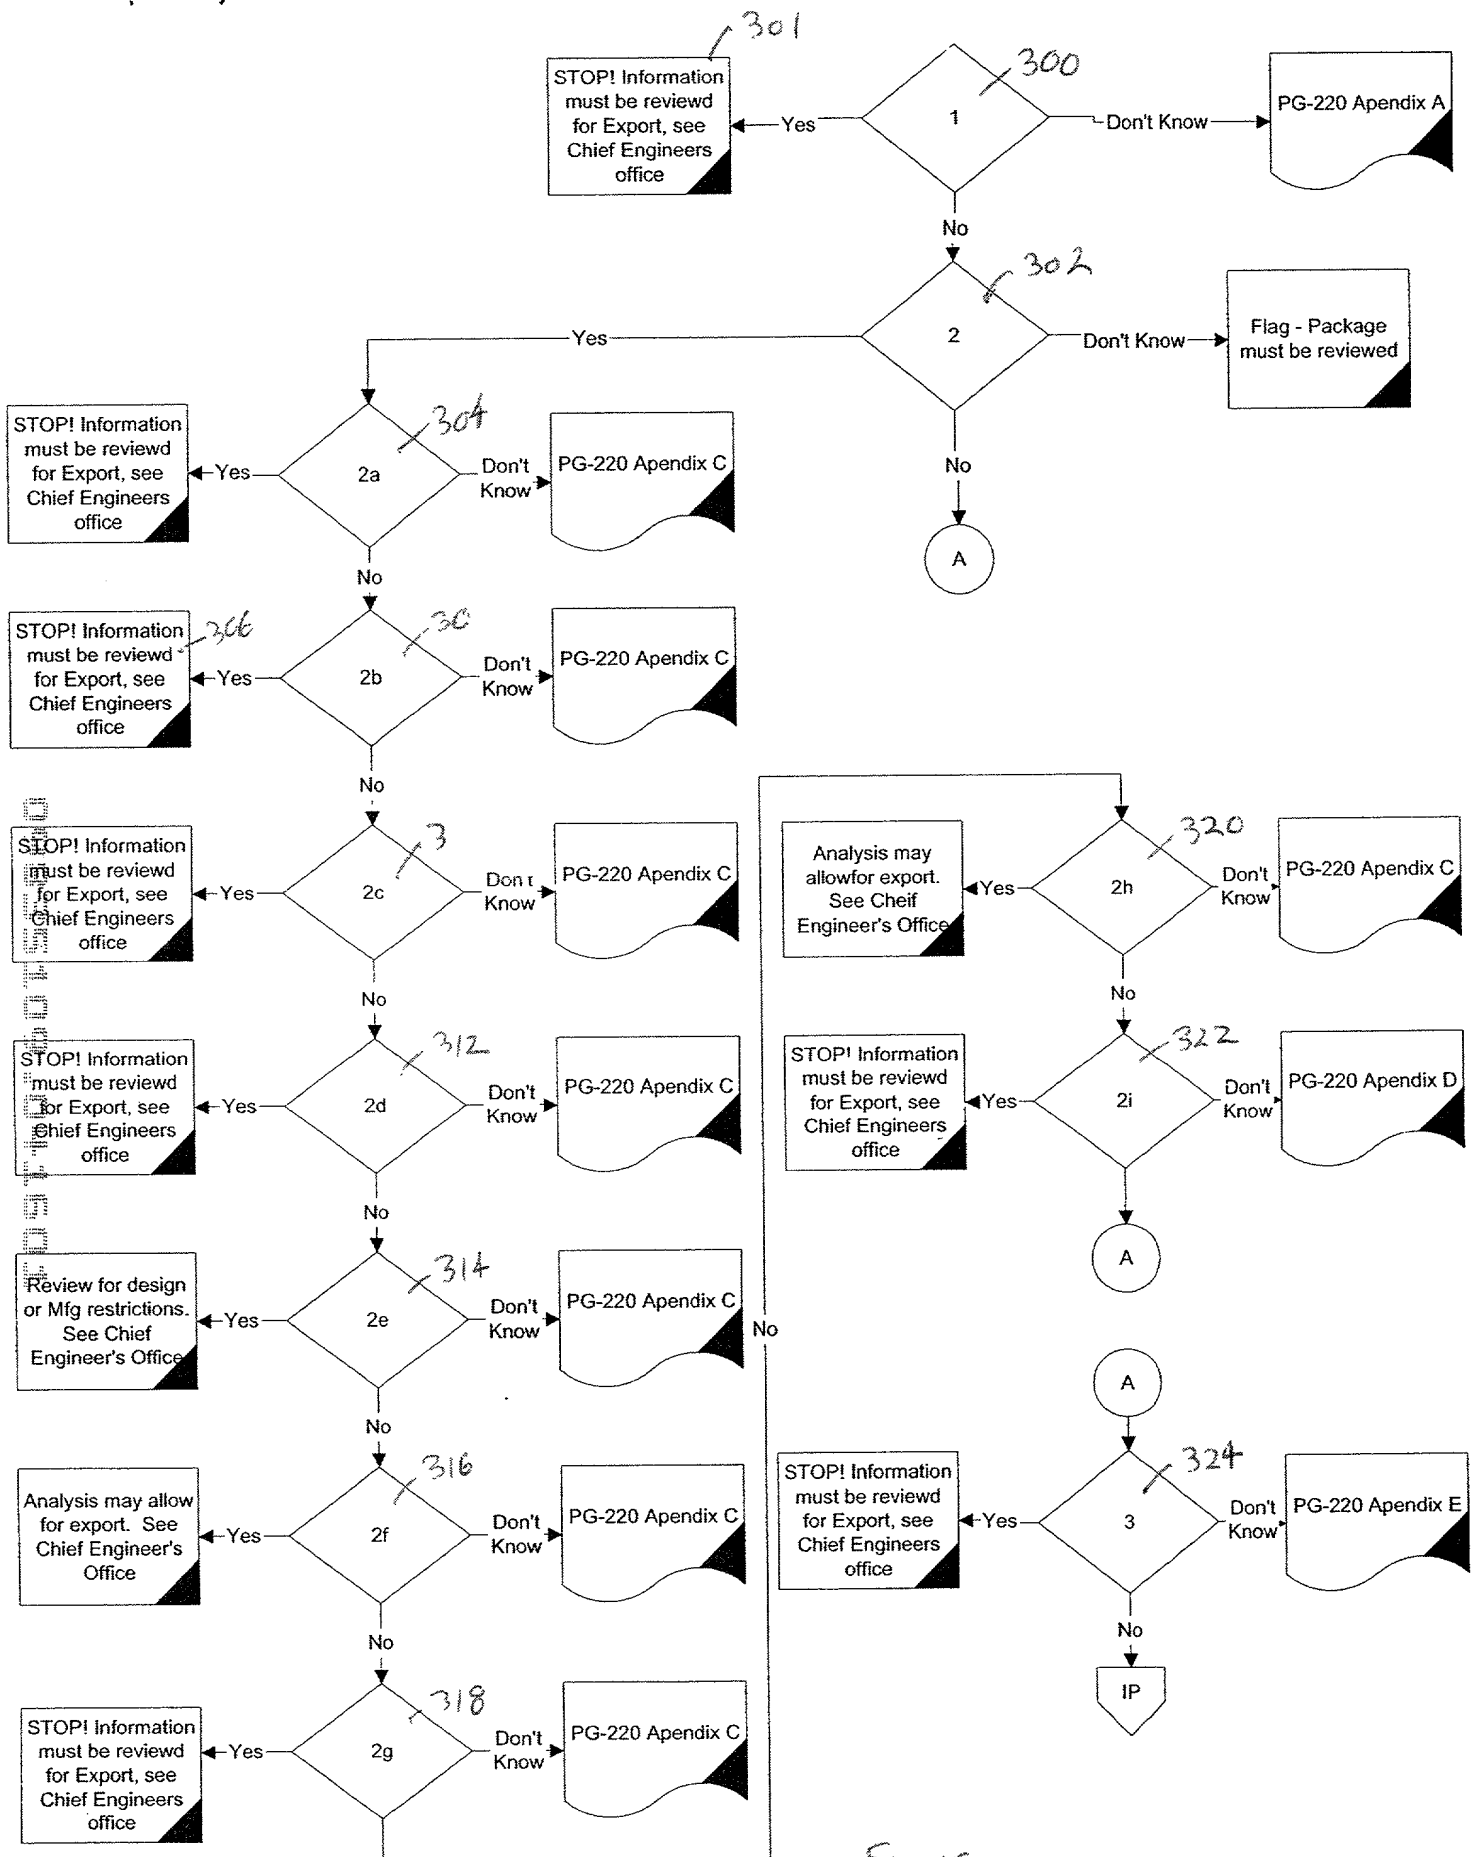 301
300
STOP! Information
must be reviewd
for Export, see
Chief Engineers
office
Yes
1
Don't Know
PG-220 Apendix A
No
302
Yes
2
Don't Know
Flag - Package
must be reviewed
No
A
304
STOP! Information
must be reviewd
for Export, see
Chief Engineers
office
Yes
2a
Don't
Know
PG-220 Apendix C
No
306
30
STOP! Information
must be reviewd
for Export, see
Chief Engineers
office
Yes
2b
Don't
Know
PG-220 Apendix C
No
3
STOP! Information
must be reviewd
for Export, see
Chief Engineers
office
Yes
2c
Don't
Know
PG-220 Apendix C
No
312
STOP! Information
must be reviewd
for Export, see
Chief Engineers
office
Yes
2d
Don't
Know
PG-220 Apendix C
No
314
Review for design
or Mfg restrictions.
See Chief
Engineer's Office
Yes
2e
Don't
Know
PG-220 Apendix C
No
316
Analysis may allow
for export. See
Chief Engineer's
Office
Yes
2f
Don't
Know
PG-220 Apendix C
No
318
STOP! Information
must be reviewd
for Export, see
Chief Engineers
office
Yes
2g
Don't
Know
PG-220 Apendix C
No
320
Analysis may
allowfor export.
See Cheif
Engineer's Office
Yes
2h
Don't
Know
PG-220 Apendix C
No
322
STOP! Information
must be reviewd
for Export, see
Chief Engineers
office
Yes
2i
Don't
Know
PG-220 Apendix D
A
A
324
STOP! Information
must be reviewd
for Export, see
Chief Engineers
office
Yes
3
Don't
Know
PG-220 Apendix E
No
IP